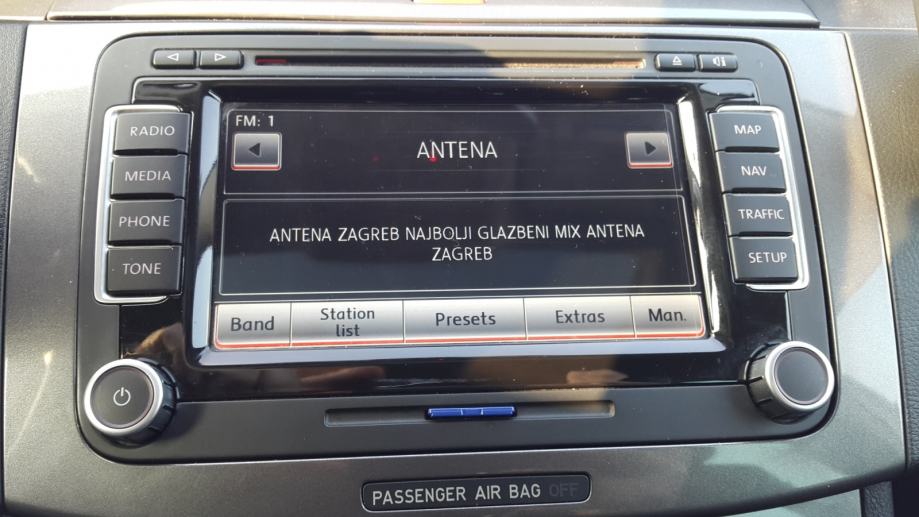 RADIO
MEDIA
PHONE
TONE
FM: 1
ANTENA
ANTENA ZAGREB NAJBOLJI GLAZBENI MIX ANTENA
ZAGREB
Band
Station
list
Presets
Extras
Man.
MAP
NAV
TRAFFIC
SETUP
PASSENGER AIR BAG OFF